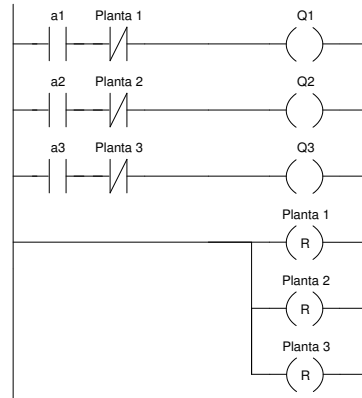 a1 Planta 1 Q1
a2 Planta 2 Q2
a3 Planta 3 Q3
Planta 1
R
Planta 2
R
Planta 3
R